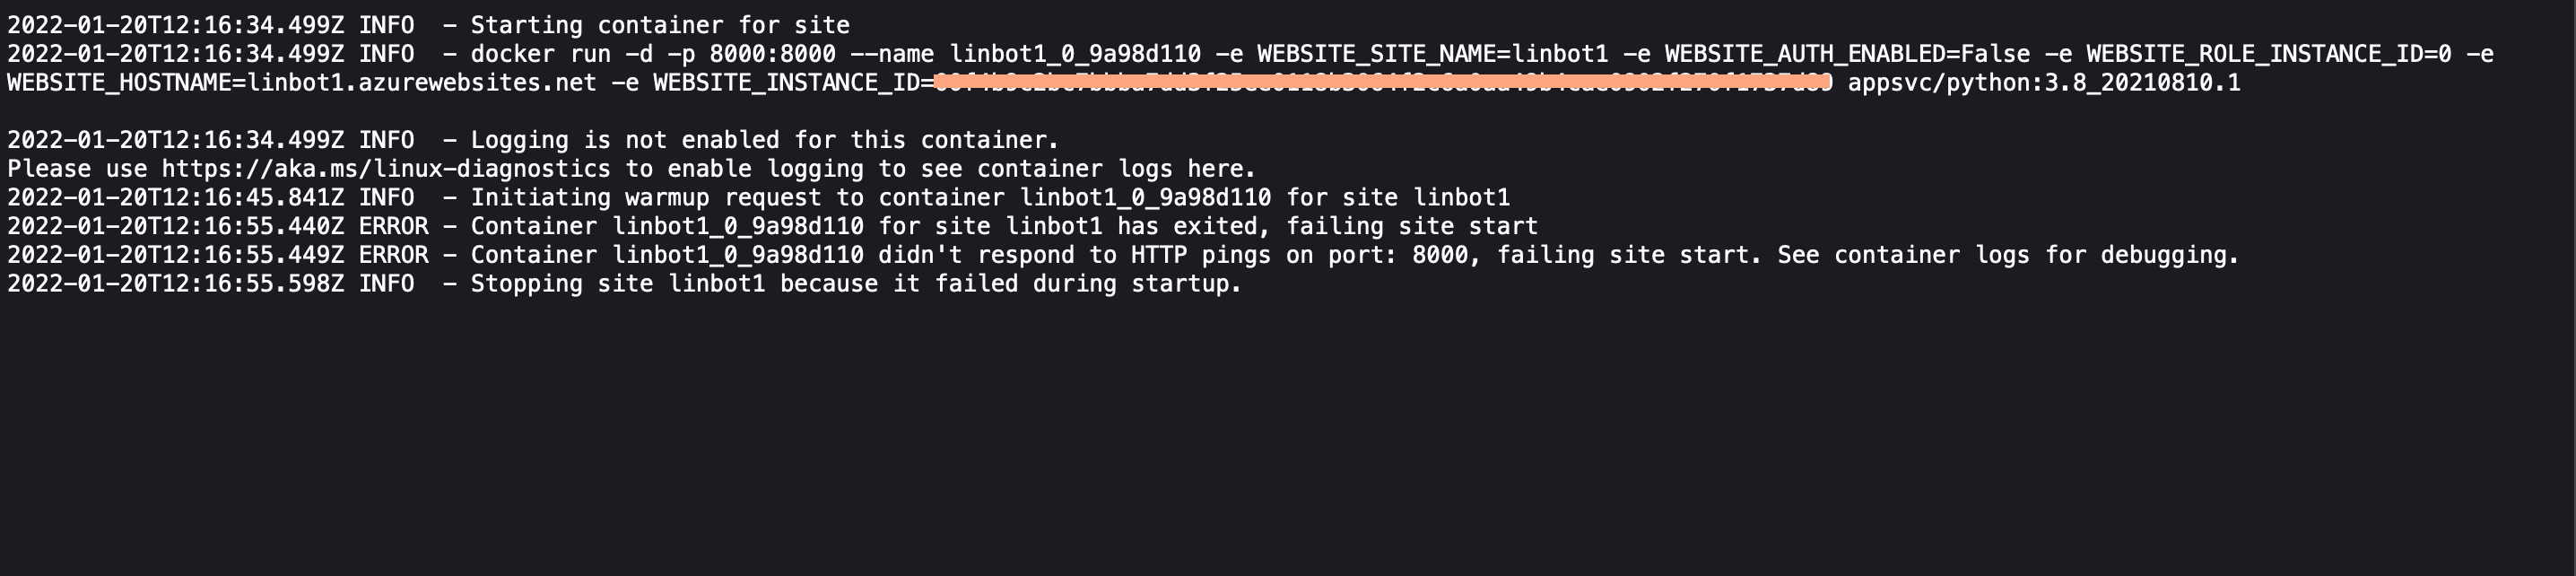 2022-01-20T12:16:34.499Z INFO  - Starting container for site
2022-01-20T12:16:34.499Z INFO  - docker run -d -p 8000:8000 --name linbot1_0_9a98d110 -e WEBSITE_SITE_NAME=linbot1 -e WEBSITE_AUTH_ENABLED=False -e WEBSITE_ROLE_INSTANCE_ID=0 -e
WEBSITE_HOSTNAME=linbot1.azurewebsites.net -e WEBSITE_INSTANCE_ID= appsvc/python:3.8_20210810.1
2022-01-20T12:16:34.499Z INFO  - Logging is not enabled for this container.
Please use https://aka.ms/linux-diagnostics to enable logging to see container logs here.
2022-01-20T12:16:45.841Z INFO  - Initiating warmup request to container linbot1_0_9a98d110 for site linbot1
2022-01-20T12:16:55.440Z ERROR - Container linbot1_0_9a98d110 for site linbot1 has exited, failing site start
2022-01-20T12:16:55.449Z ERROR - Container linbot1_0_9a98d110 didn't respond to HTTP pings on port: 8000, failing site start. See container logs for debugging.
2022-01-20T12:16:55.598Z INFO  - Stopping site linbot1 because it failed during startup.